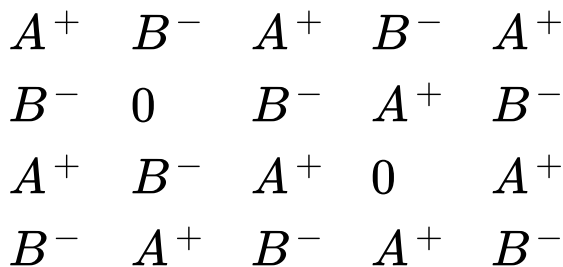 A⁺ B⁻ A⁺ B⁻ A⁺
B⁻ 0 B⁻ A⁺ B⁻
A⁺ B⁻ A⁺ 0 A⁺
B⁻ A⁺ B⁻ A⁺ B⁻